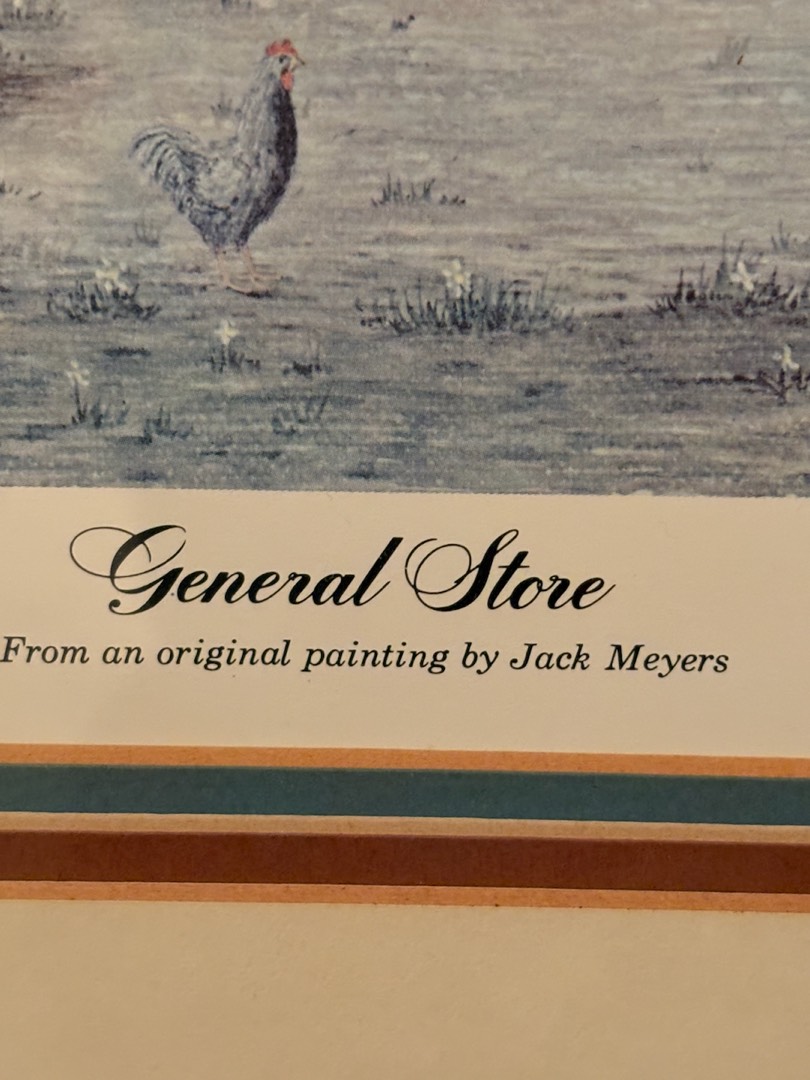 General Store
From an original painting by Jack Meyers